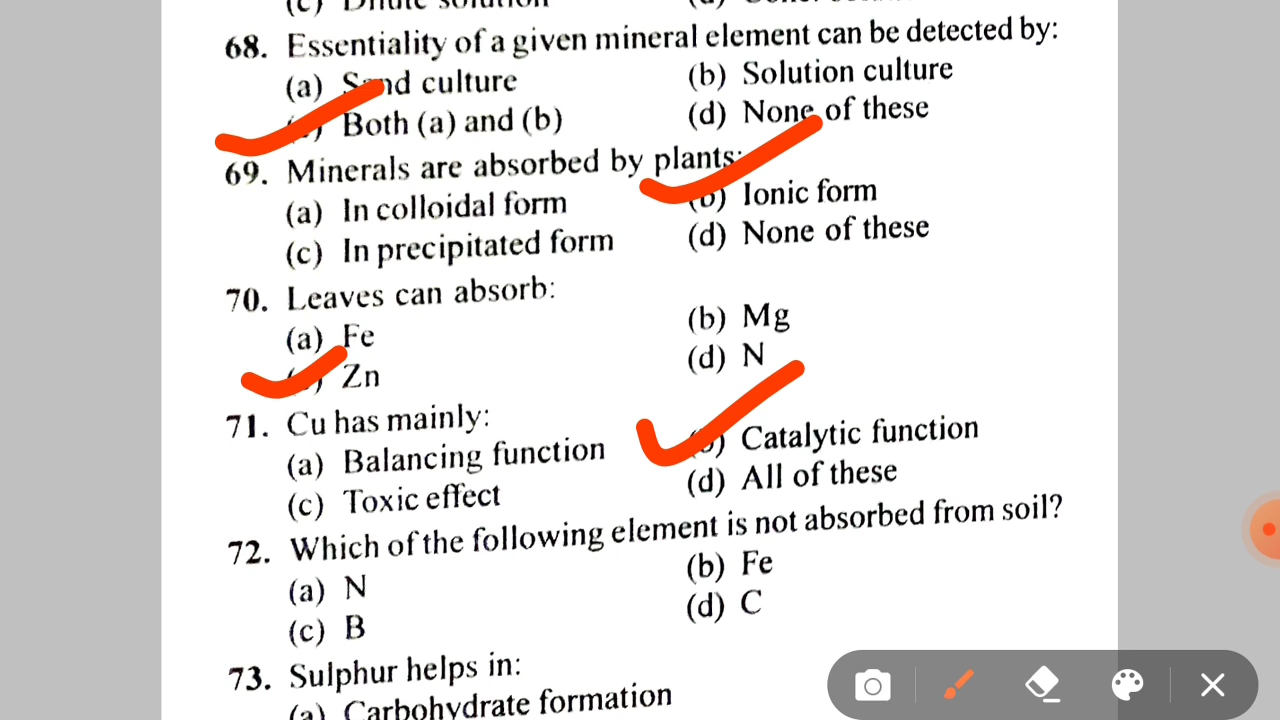 68. Essentiality of a given mineral element can be detected by:
(a) Sand culture (b) Solution culture
Both (a) and (b) (d) None of these
69. Minerals are absorbed by plants:
(a) In colloidal form (b) Ionic form
(c) In precipitated form (d) None of these
70. Leaves can absorb:
(a) Fe (b) Mg
Zn (d) N
71. Cu has mainly:
(a) Balancing function (b) Catalytic function
(c) Toxic effect (d) All of these
72. Which of the following element is not absorbed from soil?
(a) N (b) Fe
(c) B (d) C
73. Sulphur helps in:
(a) Carbohydrate formation